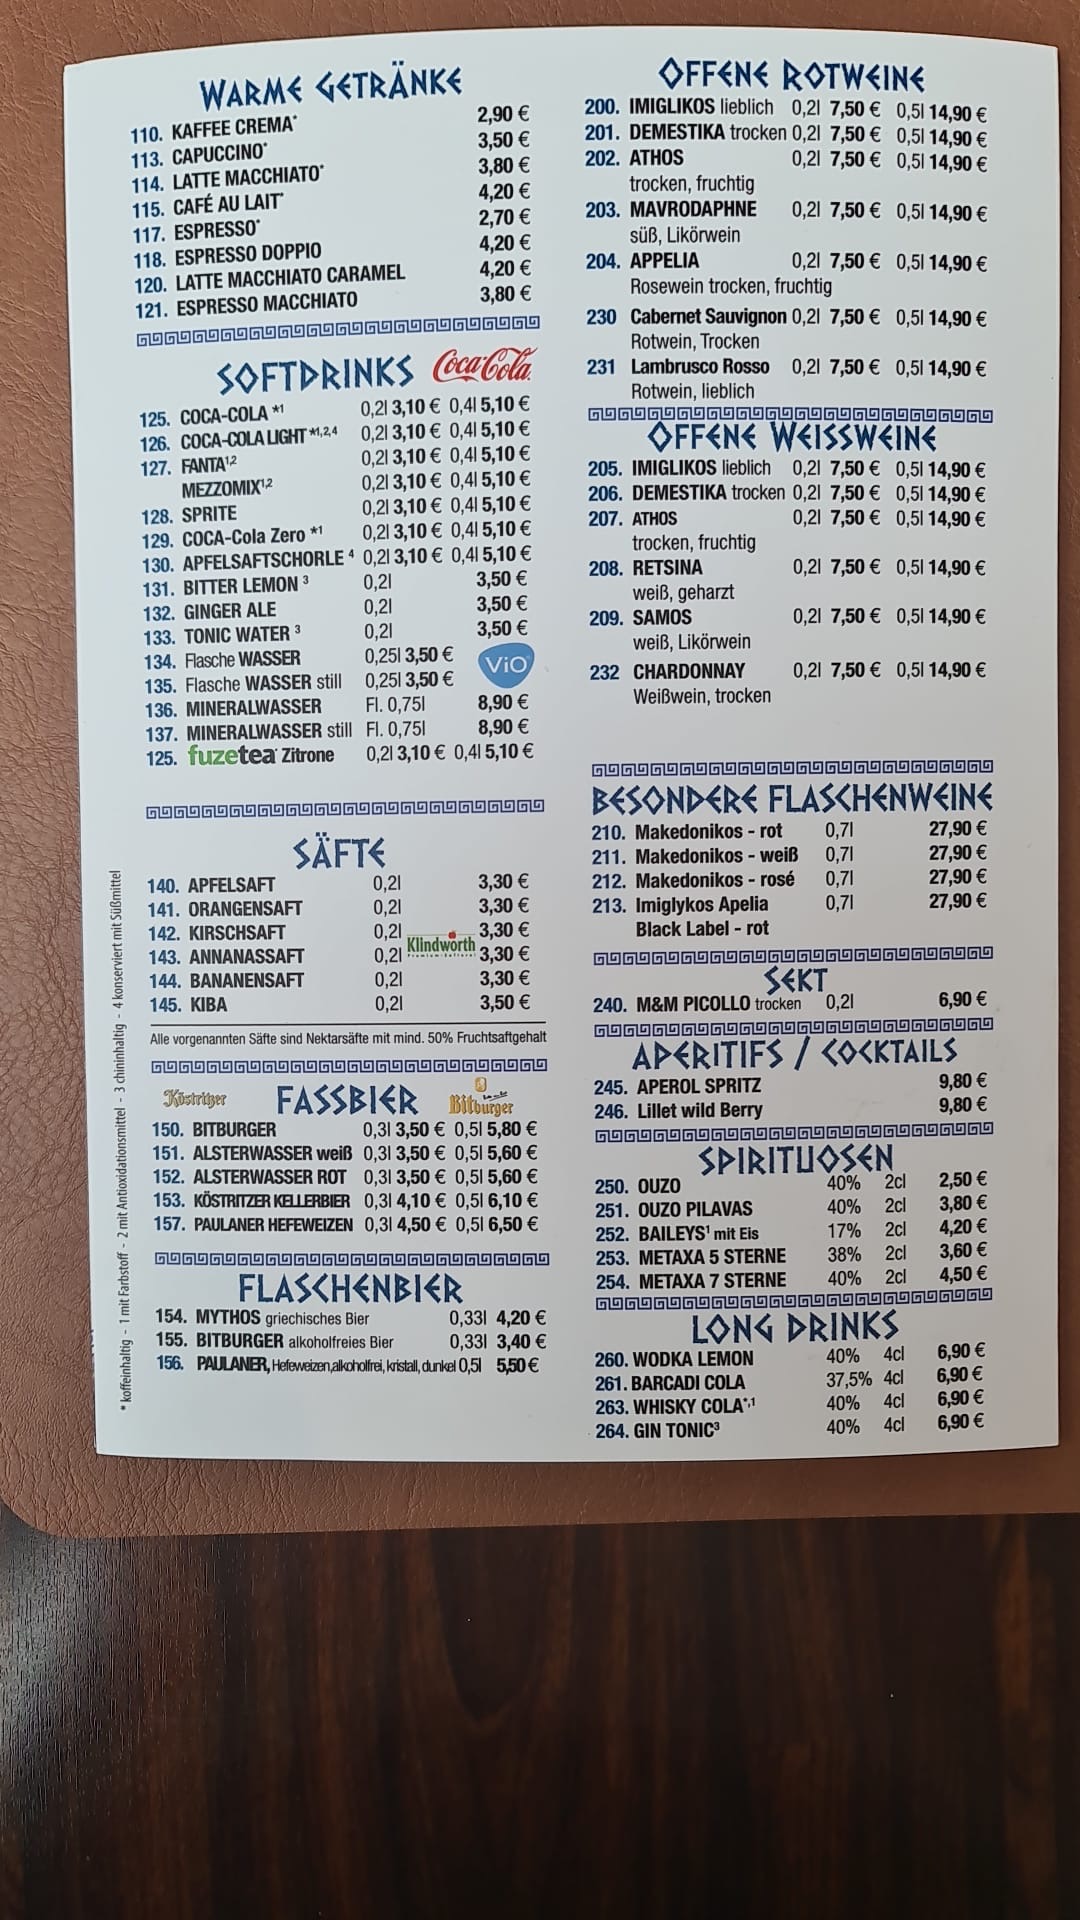 WARME GETRÄNKE
110. KAFFEE CREMA* 2,90 €
113. CAPUCCINO* 3,50 €
114. LATTE MACCHIATO* 3,80 €
115. CAFÉ AU LAIT* 4,20 €
117. ESPRESSO* 2,70 €
118. ESPRESSO DOPPIO 4,20 €
120. LATTE MACCHIATO CARAMEL 4,20 €
121. ESPRESSO MACCHIATO 3,80 €
SOFTDRINKS Coca-Cola
125. COCA-COLA *1 0,2l 3,10 € 0,4l 5,10 €
126. COCA-COLA LIGHT *1,2,4 0,2l 3,10 € 0,4l 5,10 €
127. FANTA1,2 0,2l 3,10 € 0,4l 5,10 €
MEZZOMIX1,2 0,2l 3,10 € 0,4l 5,10 €
128. SPRITE 0,2l 3,10 € 0,4l 5,10 €
129. COCA-Cola Zero *1 0,2l 3,10 € 0,4l 5,10 €
130. APFELSAFTSCHORLE 4 0,2l 3,10 € 0,4l 5,10 €
131. BITTER LEMON 3 0,2l 3,50 €
132. GINGER ALE 0,2l 3,50 €
133. TONIC WATER 3 0,2l 3,50 €
134. Flasche WASSER 0,25l 3,50 € ViO
135. Flasche WASSER still 0,25l 3,50 €
136. MINERALWASSER Fl. 0,75l 8,90 €
137. MINERALWASSER still Fl. 0,75l 8,90 €
125. fuzetea Zitrone 0,2l 3,10 € 0,4l 5,10 €
SÄFTE
140. APFELSAFT 0,2l 3,30 €
141. ORANGENSAFT 0,2l 3,30 €
142. KIRSCHSAFT 0,2l 3,30 €
Klindworth
143. ANNANASSAFT 0,2l 3,30 €
144. BANANENSAFT 0,2l 3,30 €
145. KIBA 0,2l 3,50 €
Alle vorgenannten Säfte sind Nektarsäfte mit mind. 50% Fruchtsaftgehalt
Köstritzer FASSBIER Bitburger
150. BITBURGER 0,3l 3,50 € 0,5l 5,80 €
151. ALSTERWASSER weiß 0,3l 3,50 € 0,5l 5,60 €
152. ALSTERWASSER ROT 0,3l 3,50 € 0,5l 5,60 €
153. KÖSTRITZER KELLERBIER 0,3l 4,10 € 0,5l 6,10 €
157. PAULANER HEFEWEIZEN 0,3l 4,50 € 0,5l 6,50 €
FLASCHENBIER
154. MYTHOS griechisches Bier 0,33l 4,20 €
155. BITBURGER alkoholfreies Bier 0,33l 3,40 €
156. PAULANER, Hefeweizen,alkoholfrei, kristall, dunkel 0,5l 5,50 €
* koffeinhaltig - 1 mit Farbstoff - 2 mit Antioxidationsmittel - 3 chininhaltig - 4 konserviert mit Süßmittel
OFFENE ROTWEINE
200. IMIGLIKOS lieblich 0,2l 7,50 € 0,5l 14,90 €
201. DEMESTIKA trocken 0,2l 7,50 € 0,5l 14,90 €
202. ATHOS 0,2l 7,50 € 0,5l 14,90 €
trocken, fruchtig
203. MAVRODAPHNE 0,2l 7,50 € 0,5l 14,90 €
süß, Likörwein
204. APPELIA 0,2l 7,50 € 0,5l 14,90 €
Rosewein trocken, fruchtig
230 Cabernet Sauvignon 0,2l 7,50 € 0,5l 14,90 €
Rotwein, Trocken
231 Lambrusco Rosso 0,2l 7,50 € 0,5l 14,90 €
Rotwein, lieblich
OFFENE WEISSWEINE
205. IMIGLIKOS lieblich 0,2l 7,50 € 0,5l 14,90 €
206. DEMESTIKA trocken 0,2l 7,50 € 0,5l 14,90 €
207. ATHOS 0,2l 7,50 € 0,5l 14,90 €
trocken, fruchtig
208. RETSINA 0,2l 7,50 € 0,5l 14,90 €
weiß, geharzt
209. SAMOS 0,2l 7,50 € 0,5l 14,90 €
weiß, Likörwein
232 CHARDONNAY 0,2l 7,50 € 0,5l 14,90 €
Weißwein, trocken
BESONDERE FLASCHENWEINE
210. Makedonikos - rot 0,7l 27,90 €
211. Makedonikos - weiß 0,7l 27,90 €
212. Makedonikos - rosé 0,7l 27,90 €
213. Imiglykos Apelia 0,7l 27,90 €
Black Label - rot
SEKT
240. M&M PICOLLO trocken 0,2l 6,90 €
APERITIFS / COCKTAILS
245. APEROL SPRITZ 9,80 €
246. Lillet wild Berry 9,80 €
SPIRITUOSEN
250. OUZO 40% 2cl 2,50 €
251. OUZO PILAVAS 40% 2cl 3,80 €
252. BAILEYS1 mit Eis 17% 2cl 4,20 €
253. METAXA 5 STERNE 38% 2cl 3,60 €
254. METAXA 7 STERNE 40% 2cl 4,50 €
LONG DRINKS
260. WODKA LEMON 40% 4cl 6,90 €
261. BARCADI COLA 37,5% 4cl 6,90 €
263. WHISKY COLA*,1 40% 4cl 6,90 €
264. GIN TONIC3 40% 4cl 6,90 €